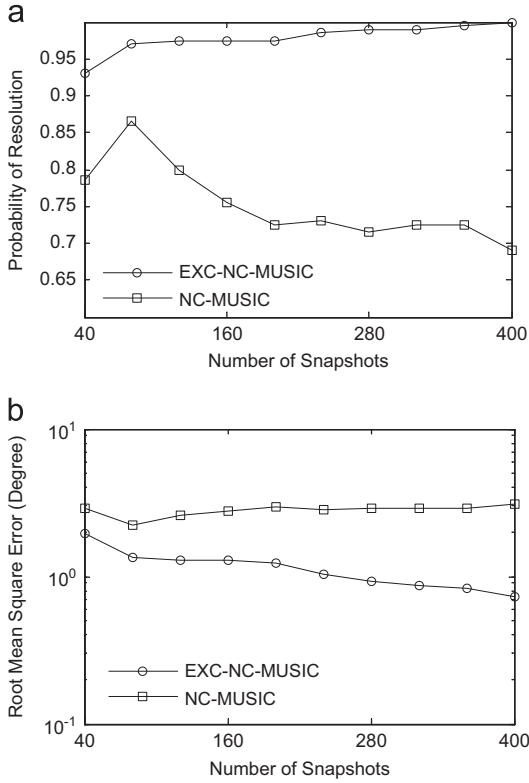 a
0.95
0.9
0.85
0.8
0.75
0.7
0.65
Probability of Resolution
EXC-NC-MUSIC
NC-MUSIC
40 160 280 400
Number of Snapshots
b
10^1
10^0
10^-1
Root Mean Square Error (Degree)
EXC-NC-MUSIC
NC-MUSIC
40 160 280 400
Number of Snapshots